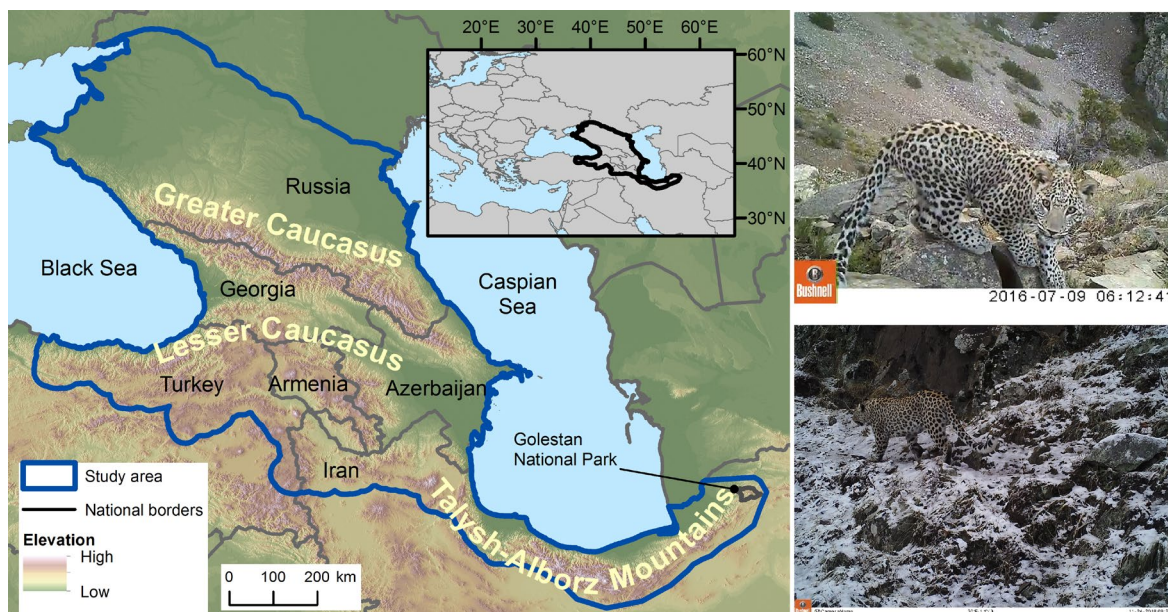 20°E 30°E 40°E 50°E 60°E
60°N
50°N
40°N
30°N
Russia
Greater Caucasus
Black Sea
Georgia
Caspian
Sea
Lesser Caucasus
Turkey
Armenia
Azerbaijan
Golestan
National Park
Iran
Talysh-Alborz Mountains
Study area
National borders
Elevation
High
Low
0 100 200 km
Bushnell
2016-07-09 06:12:41